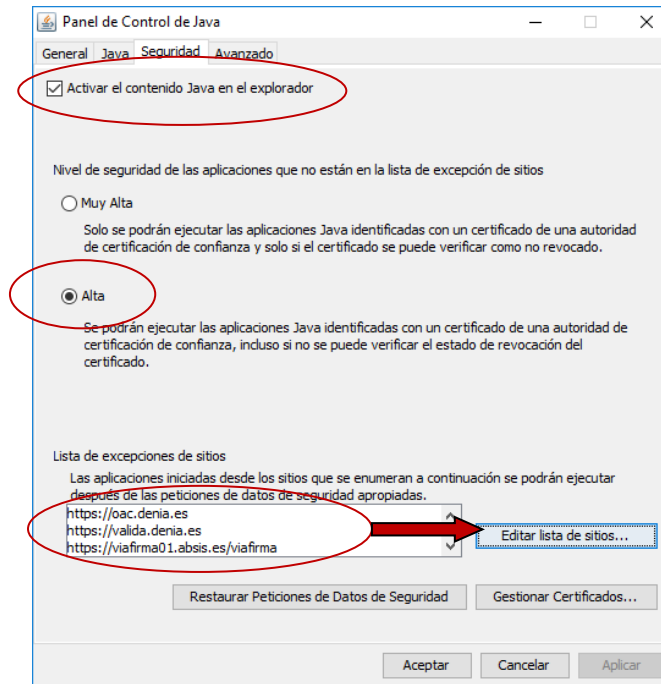 Panel de Control de Java
General Java Seguridad Avanzado
Activar el contenido Java en el explorador
Nivel de seguridad de las aplicaciones que no están en la lista de excepción de sitios
Muy Alta
Solo se podrán ejecutar las aplicaciones Java identificadas con un certificado de una autoridad
de certificación de confianza y solo si el certificado se puede verificar como no revocado.
Alta
Se podrán ejecutar las aplicaciones Java identificadas con un certificado de una autoridad de
certificación de confianza, incluso si no se puede verificar el estado de revocación del
certificado.
Lista de excepciones de sitios
Las aplicaciones iniciadas desde los sitios que se enumeran a continuación se podrán ejecutar
después de las peticiones de datos de seguridad apropiadas.
https://oac.denia.es
https://valida.denia.es
https://viafirma01.absis.es/viafirma
Editar lista de sitios...
Restaurar Peticiones de Datos de Seguridad Gestionar Certificados...
Aceptar Cancelar Aplicar